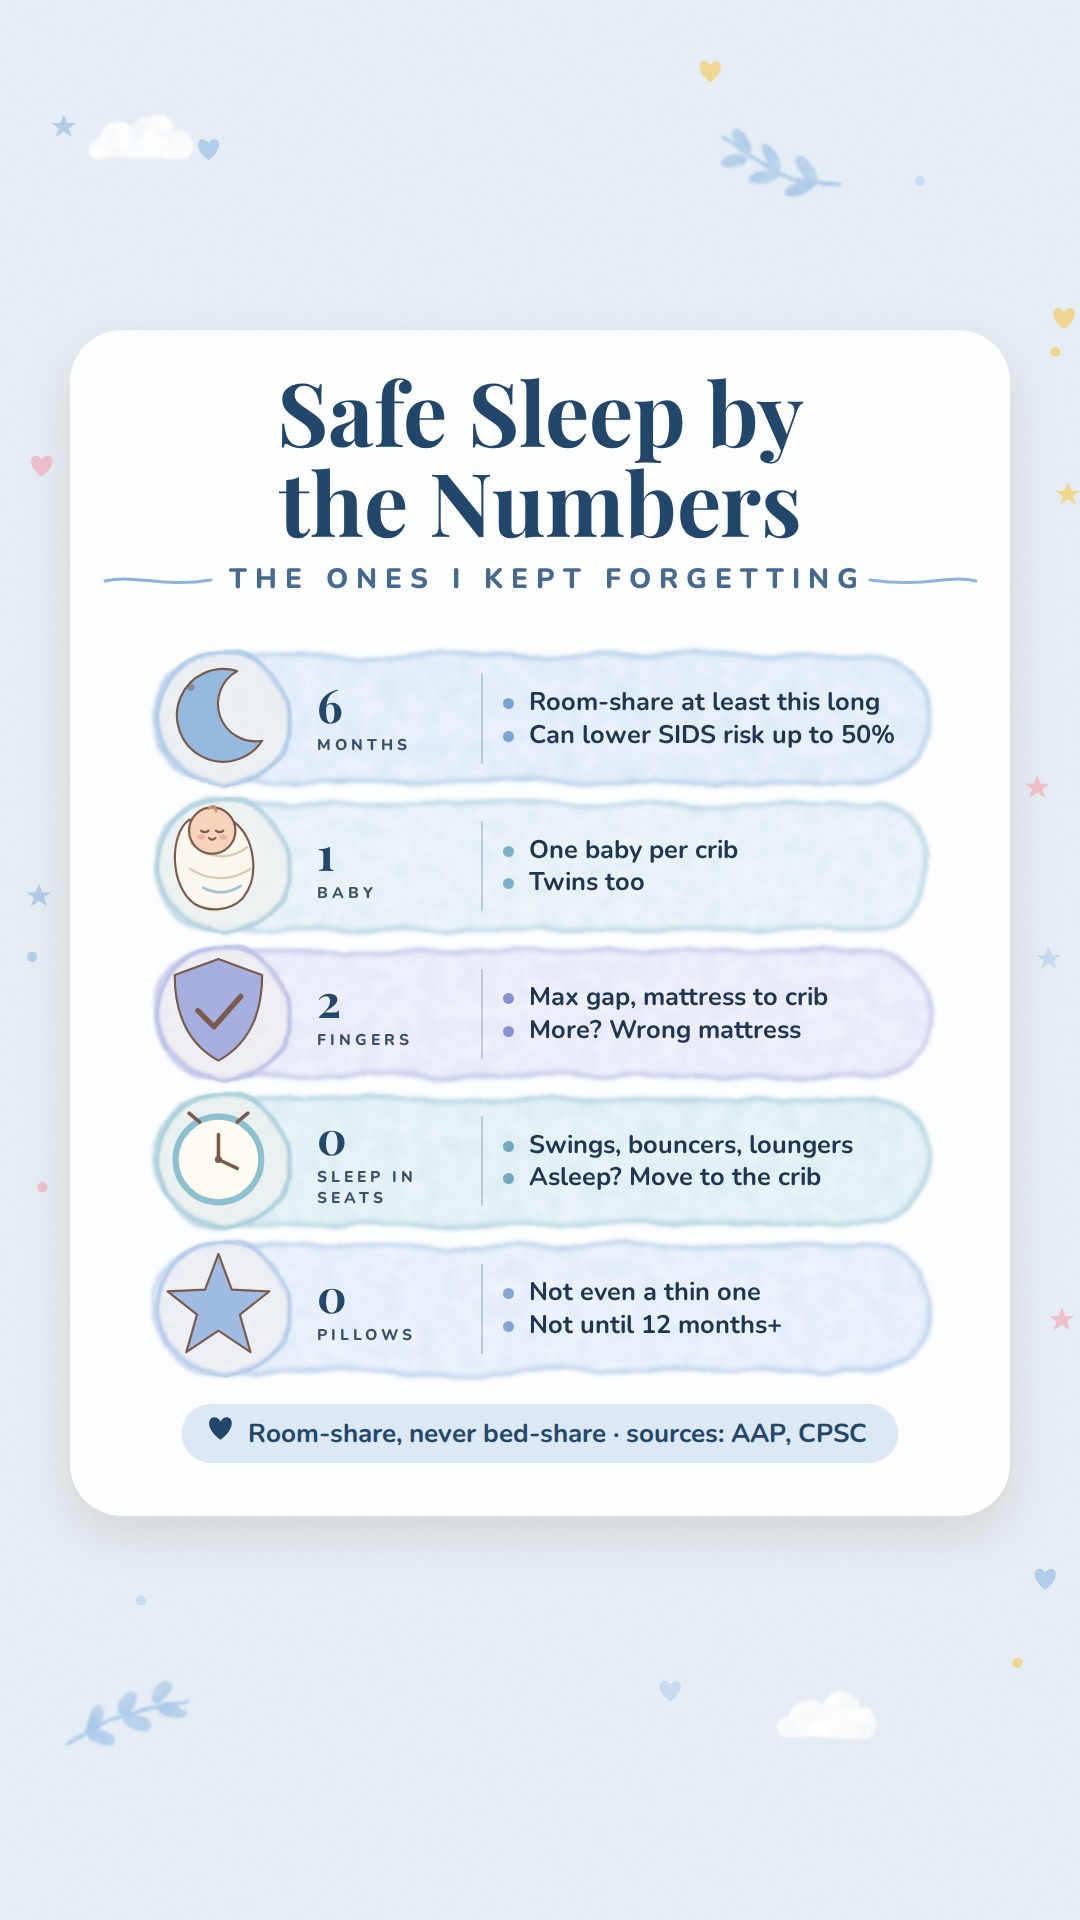 Safe Sleep by
the Numbers
THE ONES I KEPT FORGETTING
6
MONTHS
Room-share at least this long
Can lower SIDS risk up to 50%
1
BABY
One baby per crib
Twins too
2
FINGERS
Max gap, mattress to crib
More? Wrong mattress
0
SLEEP IN
SEATS
Swings, bouncers, loungers
Asleep? Move to the crib
0
PILLOWS
Not even a thin one
Not until 12 months+
Room-share, never bed-share · sources: AAP, CPSC